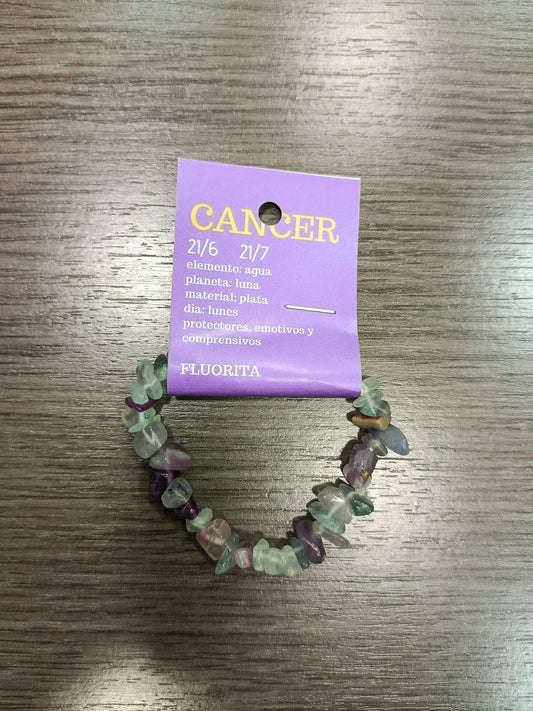 CANCER
21/6 21/7
elemento: agua
planeta: luna
material: plata
dia: lunes
protectores, emotivos y
comprensivos
FLUORITA